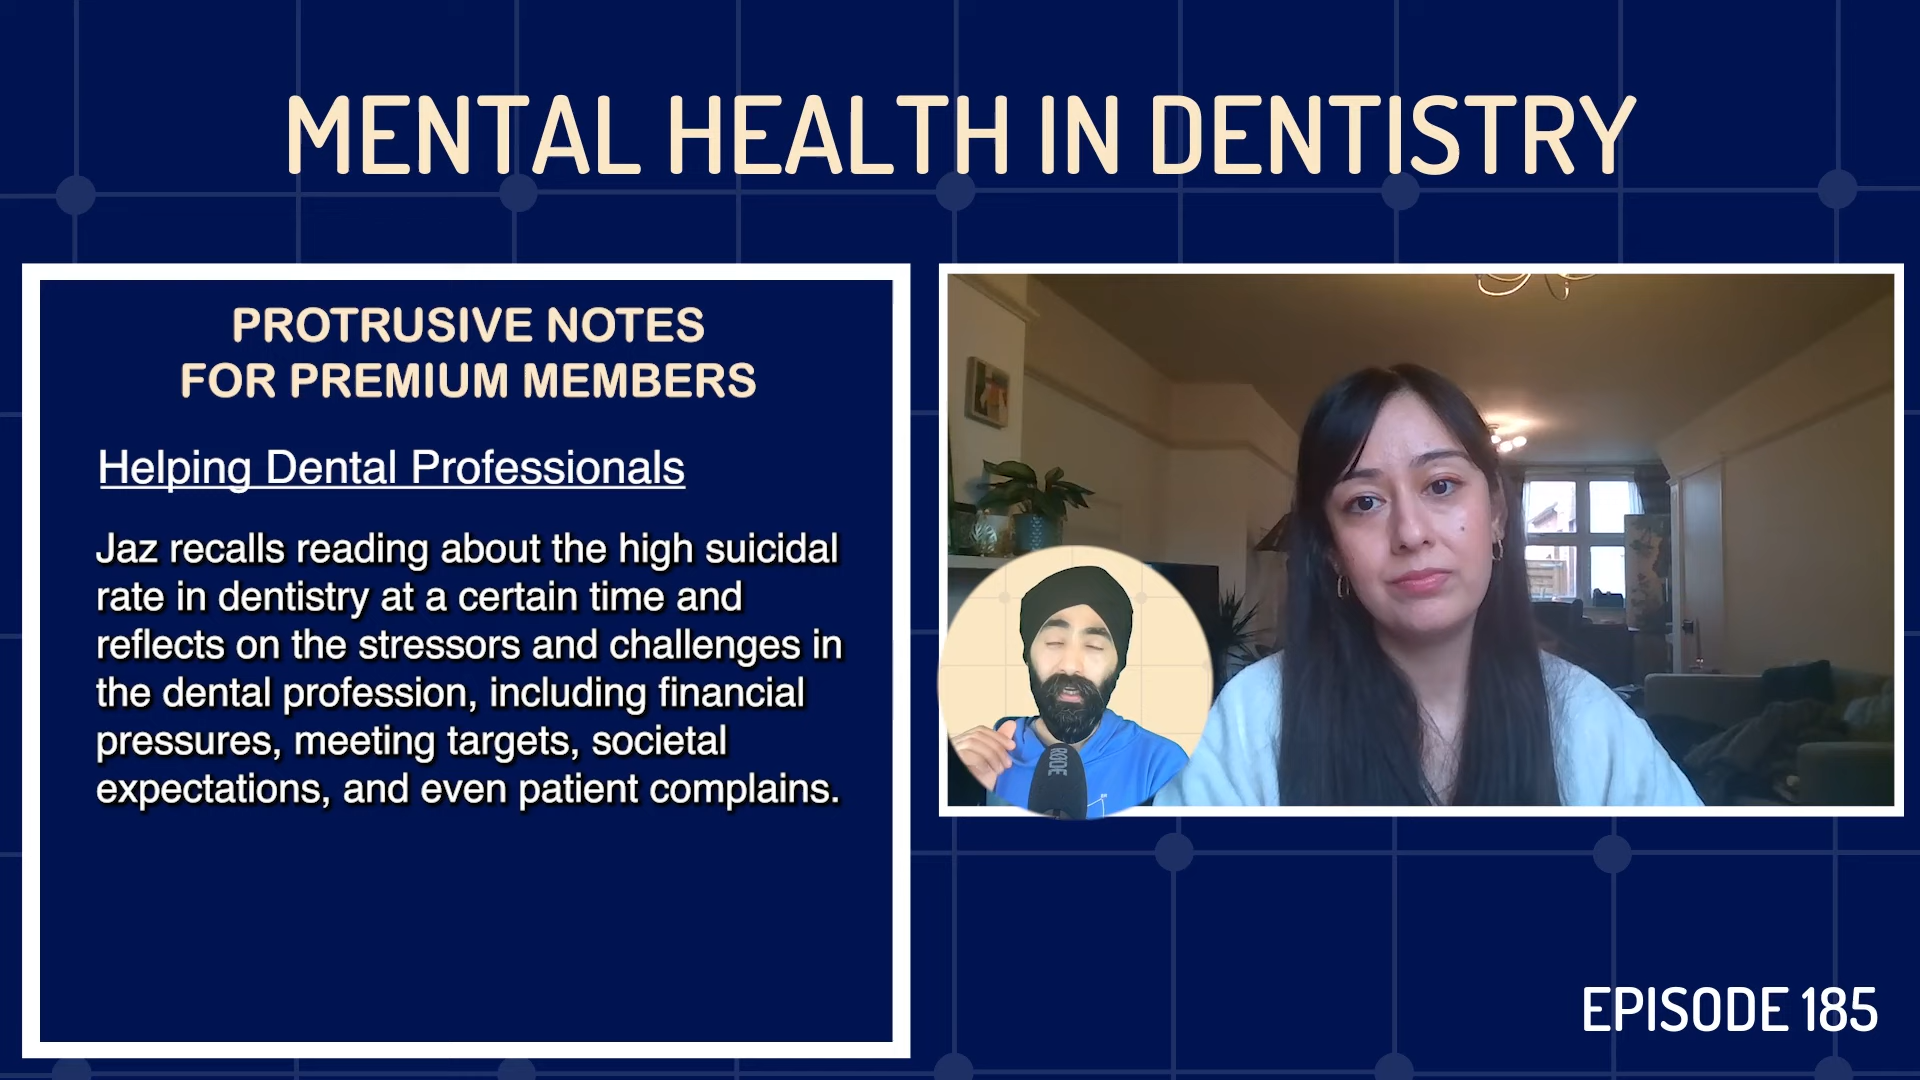 MENTAL HEALTH IN DENTISTRY
PROTRUSIVE NOTES
FOR PREMIUM MEMBERS
Helping Dental Professionals
Jaz recalls reading about the high suicidal
rate in dentistry at a certain time and
reflects on the stressors and challenges in
the dental profession, including financial
pressures, meeting targets, societal
expectations, and even patient complains.
RØDE
EPISODE 185